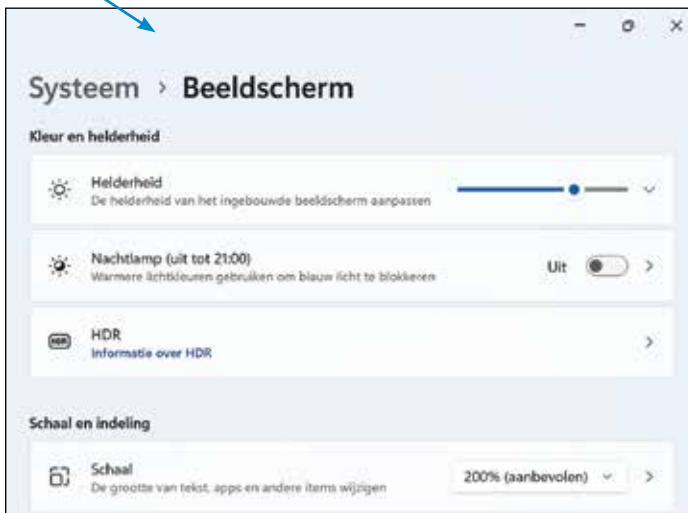 Systeem > Beeldscherm
Kleur en helderheid
Helderheid
De helderheid van het ingebouwde beeldscherm aanpassen
Nachtlamp (uit tot 21:00)
Warmere lichtkleuren gebruiken om blauw licht te blokkeren
Uit
HDR
HDR
Informatie over HDR
Schaal en indeling
Schaal
De grootte van tekst, apps en andere items wijzigen
200% (aanbevolen)